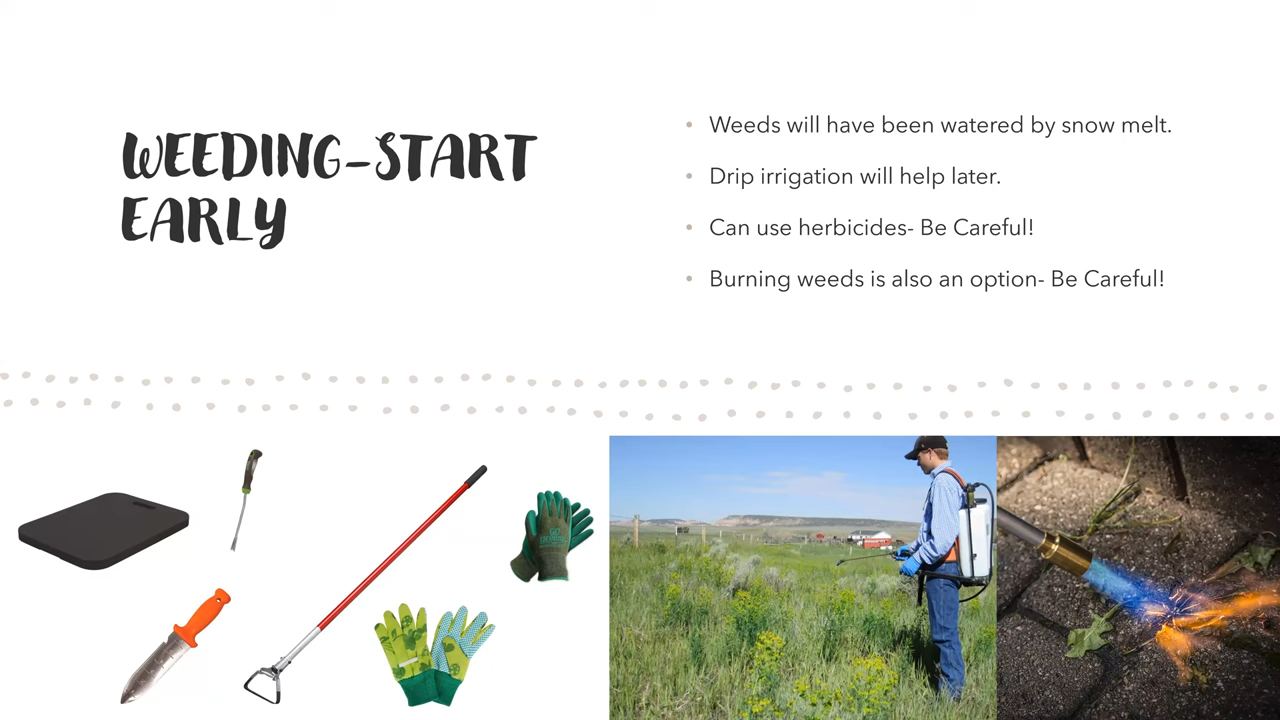 WEEDING-START
EARLY
• Weeds will have been watered by snow melt.
• Drip irrigation will help later.
• Can use herbicides- Be Careful!
• Burning weeds is also an option- Be Careful!